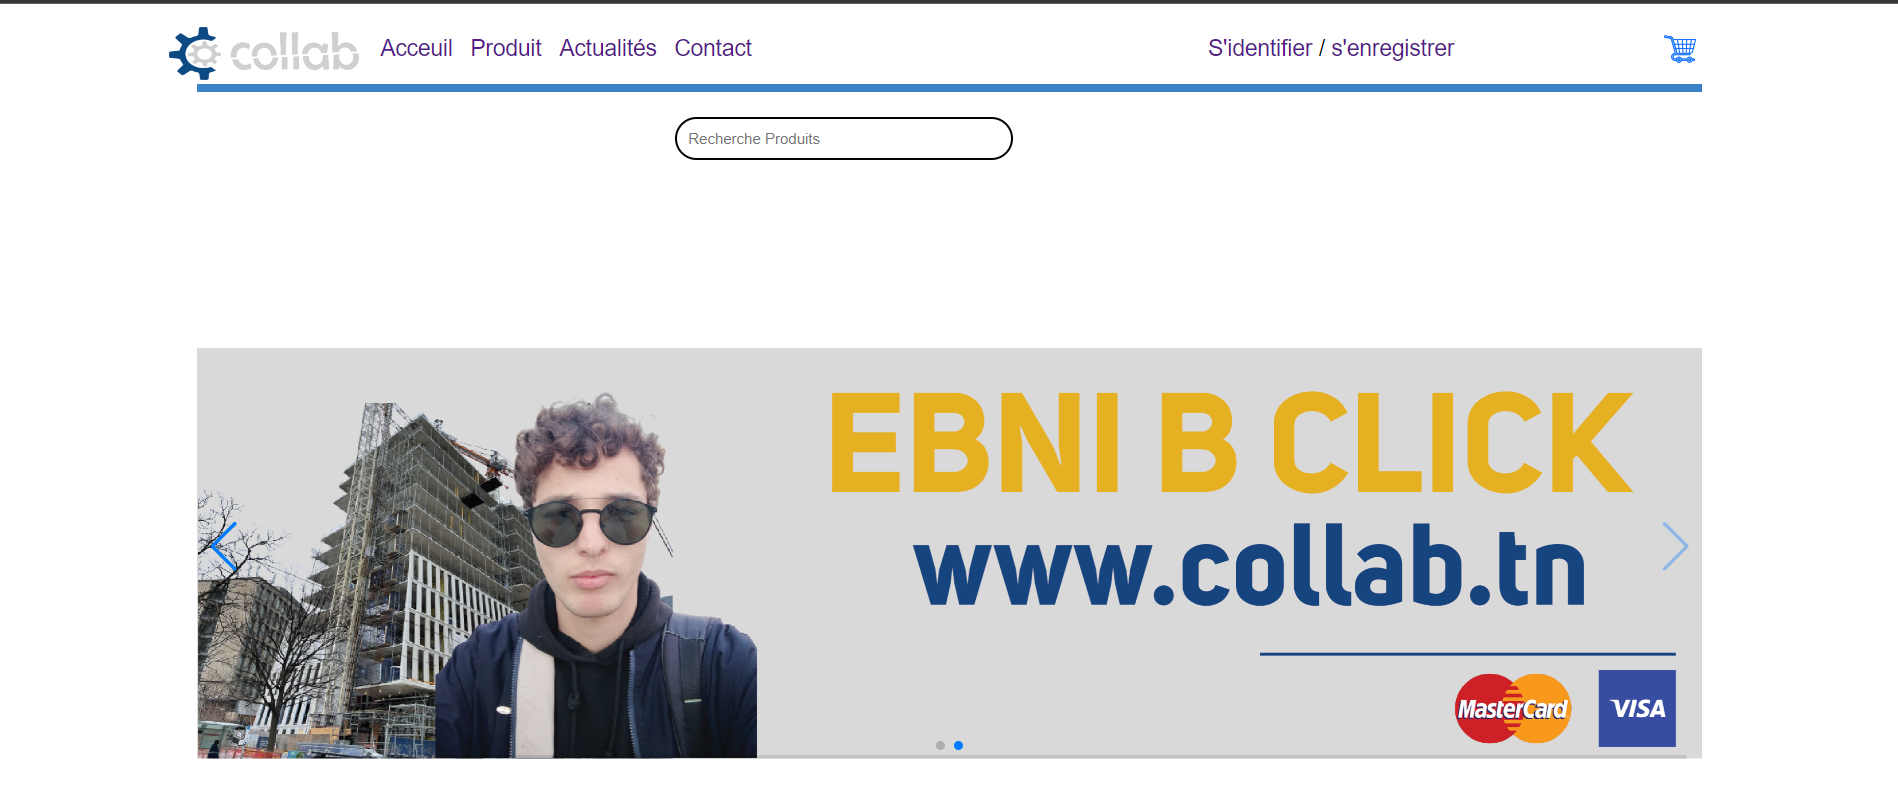 collab Acceuil Produit Actualités Contact S'identifier / s'enregistrer
Recherche Produits
EBNI B CLICK
www.collab.tn
MasterCard VISA